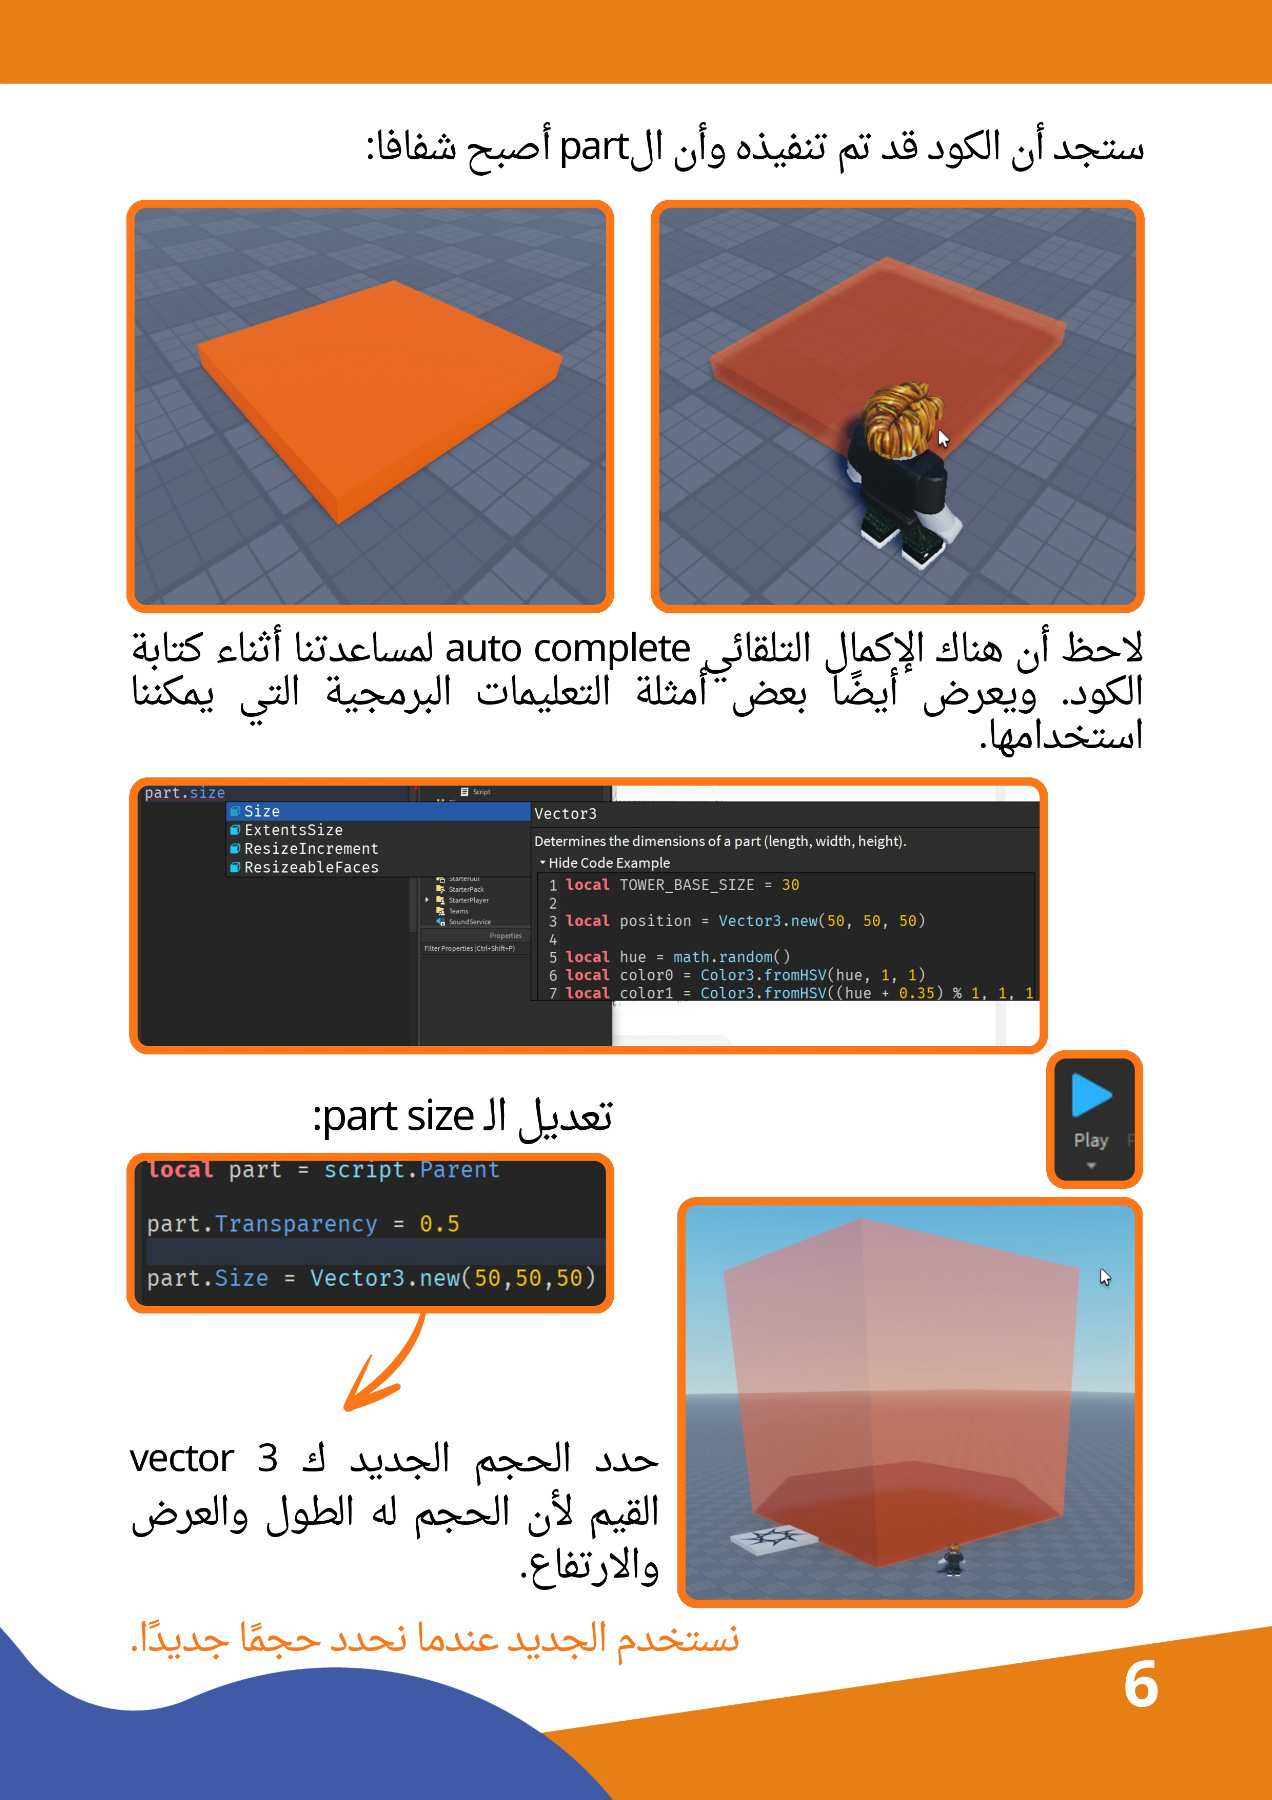 ستجد أن الكود قد تم تنفيذه وأن الpart أصبح شفافا:
لاحظ أن هناك الإكمال التلقائي auto complete لمساعدتنا أثناء كتابة
الكود. ويعرض أيضًا بعض أمثلة التعليمات البرمجية التي يمكننا
استخدامها.
part.size
Script
Size
ExtentsSize
ResizeIncrement
ResizeableFaces
StarterGui
StarterPack
StarterPlayer
Teams
SoundService
Properties
Filter Properties (Ctrl+Shift+P)
Vector3
Determines the dimensions of a part (length, width, height).
Hide Code Example
1 local TOWER_BASE_SIZE = 30
2
3 local position = Vector3.new(50, 50, 50)
4
5 local hue = math.random()
6 local color0 = Color3.fromHSV(hue, 1, 1)
7 local color1 = Color3.fromHSV((hue + 0.35) % 1, 1, 1
Play
تعديل الـ part size:
local part = script.Parent
part.Transparency = 0.5
part.Size = Vector3.new(50,50,50)
حدد الحجم الجديد ك vector 3
القيم لأن الحجم له الطول والعرض
والارتفاع.
نستخدم الجديد عندما نحدد حجمًا جديدًا.
6